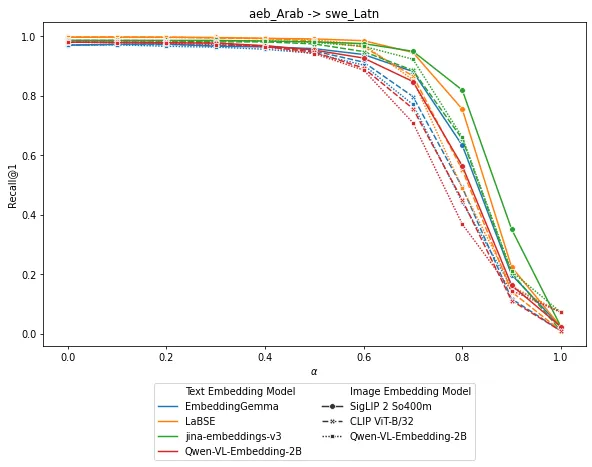 aeb_Arab -> swe_Latn
Recall@1
1.0
0.8
0.6
0.4
0.2
0.0
0.0 0.2 0.4 0.6 0.8 1.0
α
Text Embedding Model
EmbeddingGemma
LaBSE
jina-embeddings-v3
Qwen-VL-Embedding-2B
Image Embedding Model
SigLIP 2 So400m
CLIP ViT-B/32
Qwen-VL-Embedding-2B